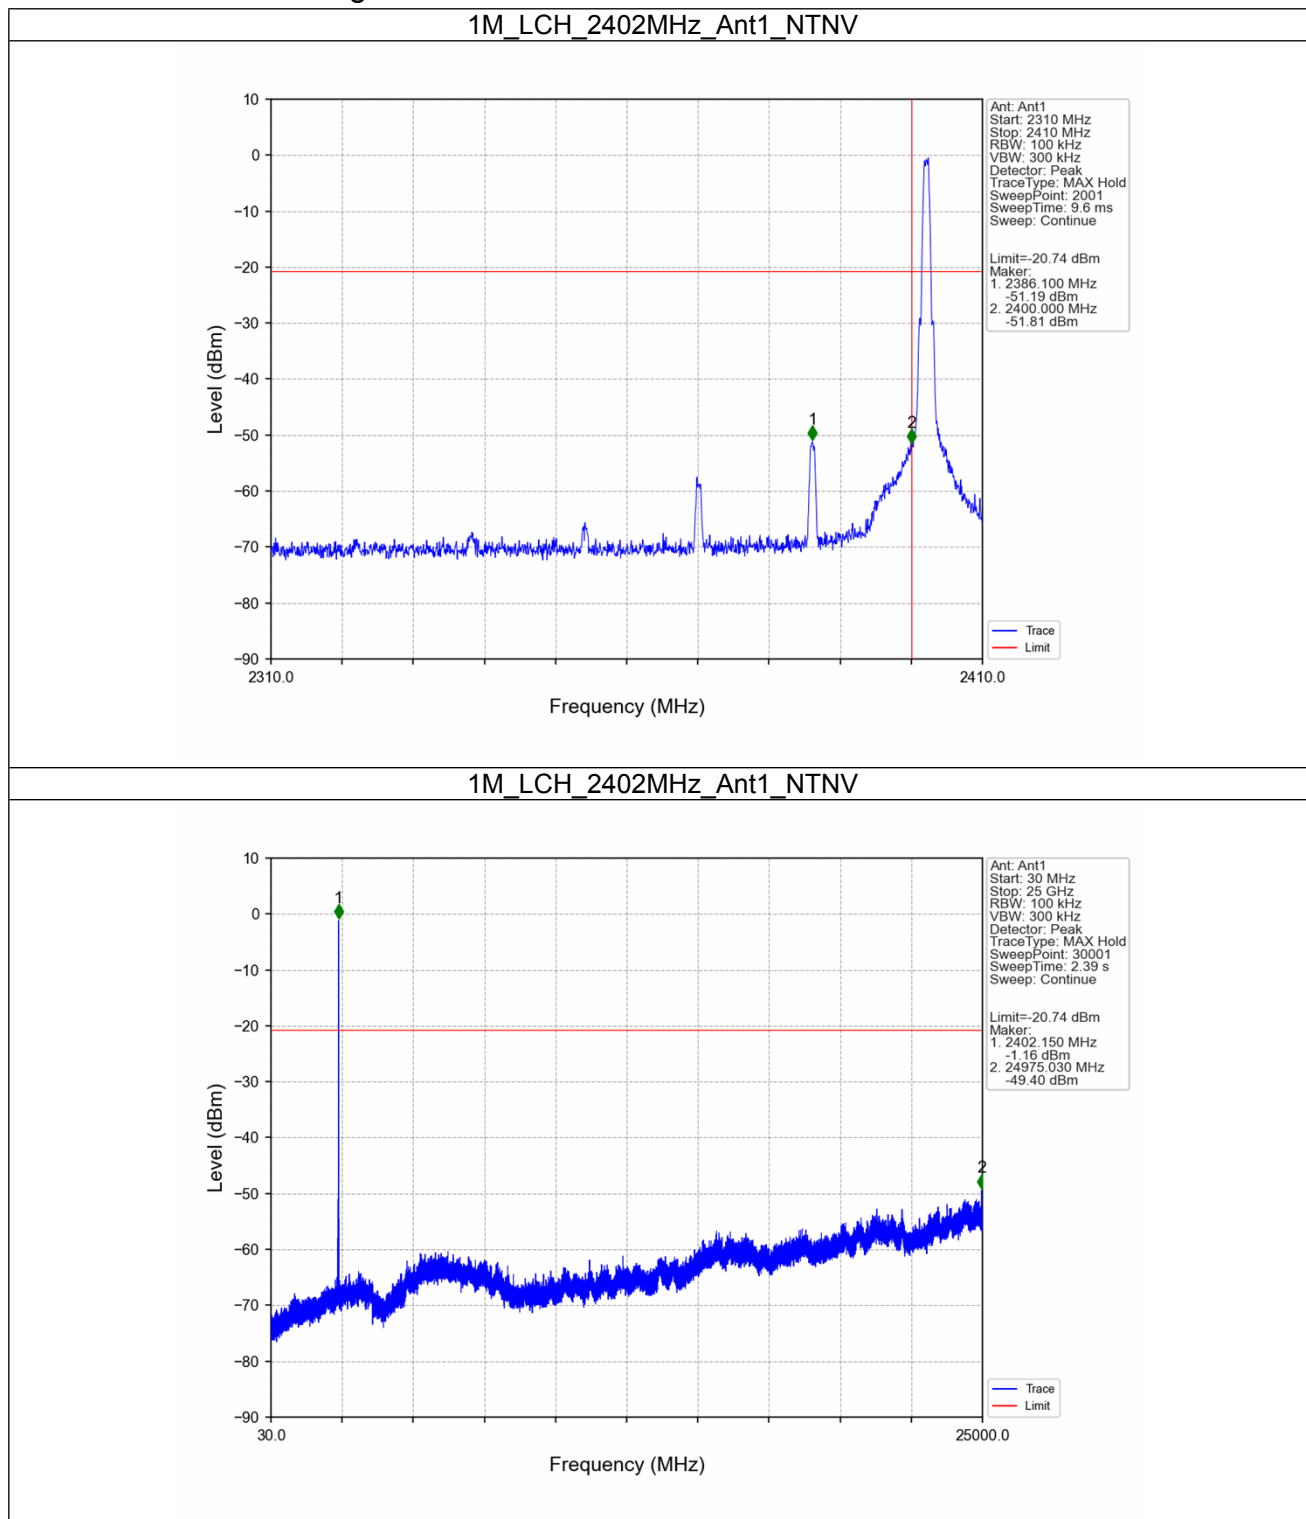 1M_LCH_2402MHz_Ant1_NTNV
10
0
−10
−20
−30
−40
−50
−60
−70
−80
−90
Level (dBm)
1
2
2310.0
2410.0
Frequency (MHz)
Ant: Ant1
Start: 2310 MHz
Stop: 2410 MHz
RBW: 100 kHz
VBW: 300 kHz
Detector: Peak
TraceType: MAX Hold
SweepPoint: 2001
SweepTime: 9.6 ms
Sweep: Continue
Limit=-20.74 dBm
Maker:
1. 2386.100 MHz
-51.19 dBm
2. 2400.000 MHz
-51.81 dBm
Trace
Limit
1M_LCH_2402MHz_Ant1_NTNV
10
0
−10
−20
−30
−40
−50
−60
−70
−80
−90
Level (dBm)
1
2
30.0
25000.0
Frequency (MHz)
Ant: Ant1
Start: 30 MHz
Stop: 25 GHz
RBW: 100 kHz
VBW: 300 kHz
Detector: Peak
TraceType: MAX Hold
SweepPoint: 30001
SweepTime: 2.39 s
Sweep: Continue
Limit=-20.74 dBm
Maker:
1. 2402.150 MHz
-1.16 dBm
2. 24975.030 MHz
-49.40 dBm
Trace
Limit